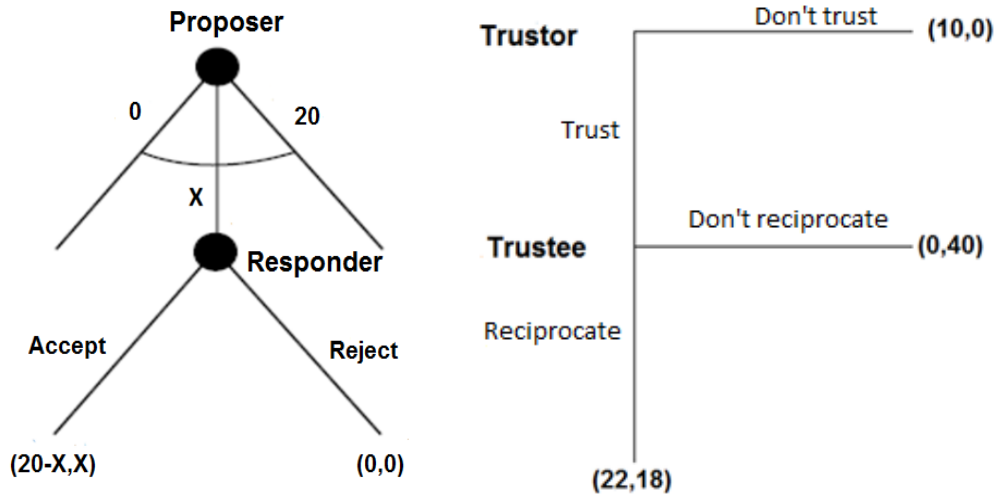 Proposer
0
20
X
Responder
Accept
Reject
(20-X,X)
(0,0)
Don't trust
Trustor
(10,0)
Trust
Don't reciprocate
Trustee
(0,40)
Reciprocate
(22,18)